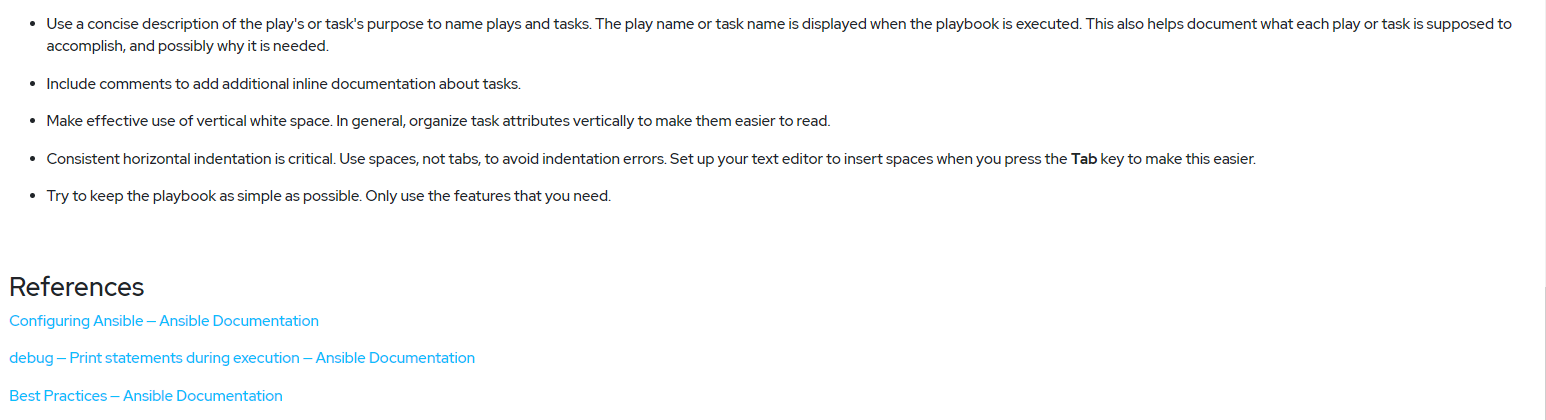 • Use a concise description of the play's or task's purpose to name plays and tasks. The play name or task name is displayed when the playbook is executed. This also helps document what each play or task is supposed to
accomplish, and possibly why it is needed.
• Include comments to add additional inline documentation about tasks.
• Make effective use of vertical white space. In general, organize task attributes vertically to make them easier to read.
• Consistent horizontal indentation is critical. Use spaces, not tabs, to avoid indentation errors. Set up your text editor to insert spaces when you press the Tab key to make this easier.
• Try to keep the playbook as simple as possible. Only use the features that you need.
References
Configuring Ansible — Ansible Documentation
debug — Print statements during execution — Ansible Documentation
Best Practices — Ansible Documentation